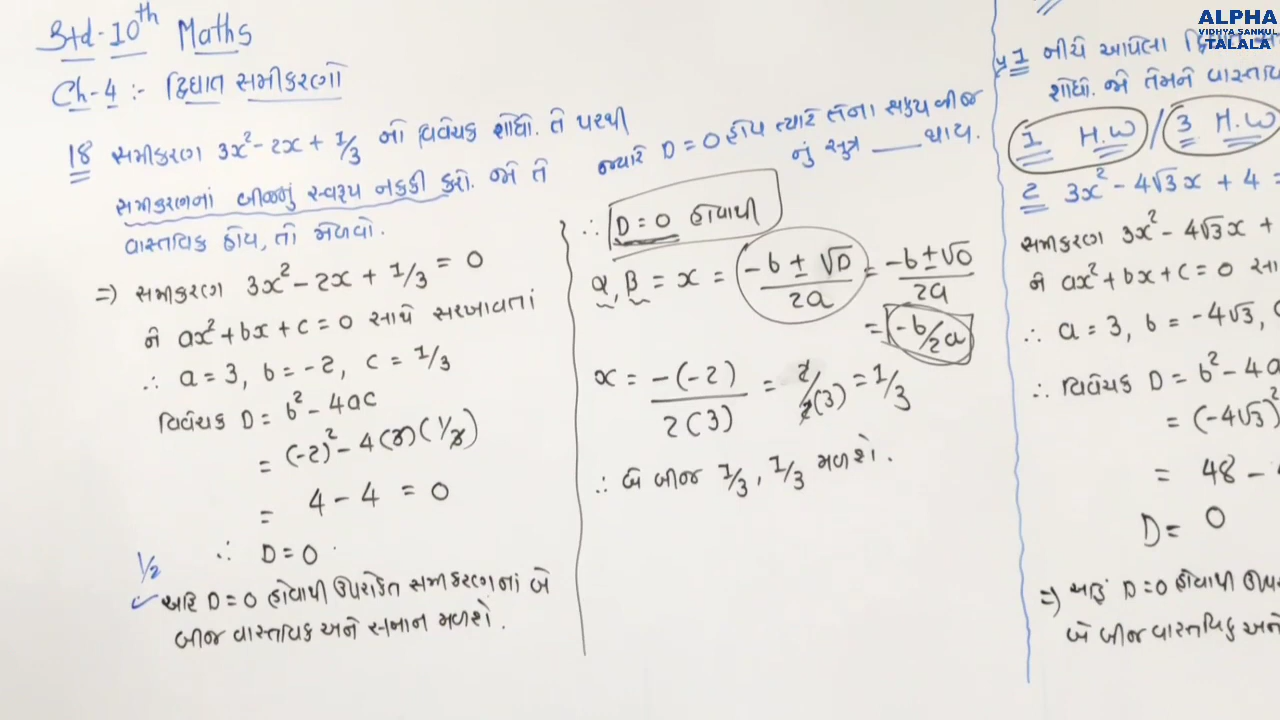 Std-10th Maths
Ch-4 :- દ્વિઘાત સમીકરણો
18 સમીકરણ 3x² - 2x + 1/3 નો વિવેચક શોધો. તે પરથી
સમીકરણનાં બીજનું સ્વરૂપ નક્કી કરો. જો તે
વાસ્તવિક હોય, તો મેળવો.
⇒ સમીકરણ 3x² - 2x + 1/3 = 0
ને ax² + bx + c = 0 સાથે સરખાવતાં
∴ a = 3, b = -2, c = 1/3
વિવેચક D = b² - 4ac
= (-2)² - 4(3)(1/3)
= 4 - 4 = 0
∴ D = 0
1/2
અહિં D = 0 હોવાથી ઉપરોક્ત સમીકરણનાં બે
બીજ વાસ્તવિક અને સમાન મળશે.
જ્યારે D = 0 હોય ત્યારે તેના સમાન બીજ
નું સૂત્ર ___ થાય.
∴ D = 0 હોવાથી
α, β = x = -b ± √D / 2a = -b ± √0 / 2a
= -b/2a
x = -(-2) / 2(3) = 2/2(3) = 1/3
∴ બે બીજ 1/3, 1/3 મળશે.
ALPHA
VIDHYA SANKUL
TALALA
પ્ર 1 નીચે આપેલા દ્વિઘાત
શોધો. જો તેમને વાસ્તવિ
1 H.W / 3 H.W
2 3x² - 4√3x + 4 =
સમીકરણ 3x² - 4√3x +
ને ax² + bx + c = 0 સા
∴ a = 3, b = -4√3,
∴ વિવેચક D = b² - 4a
= (-4√3)²
= 48 -
D = 0
⇒ અહિં D = 0 હોવાથી ઉપ
બે બીજ વાસ્તવિક અને